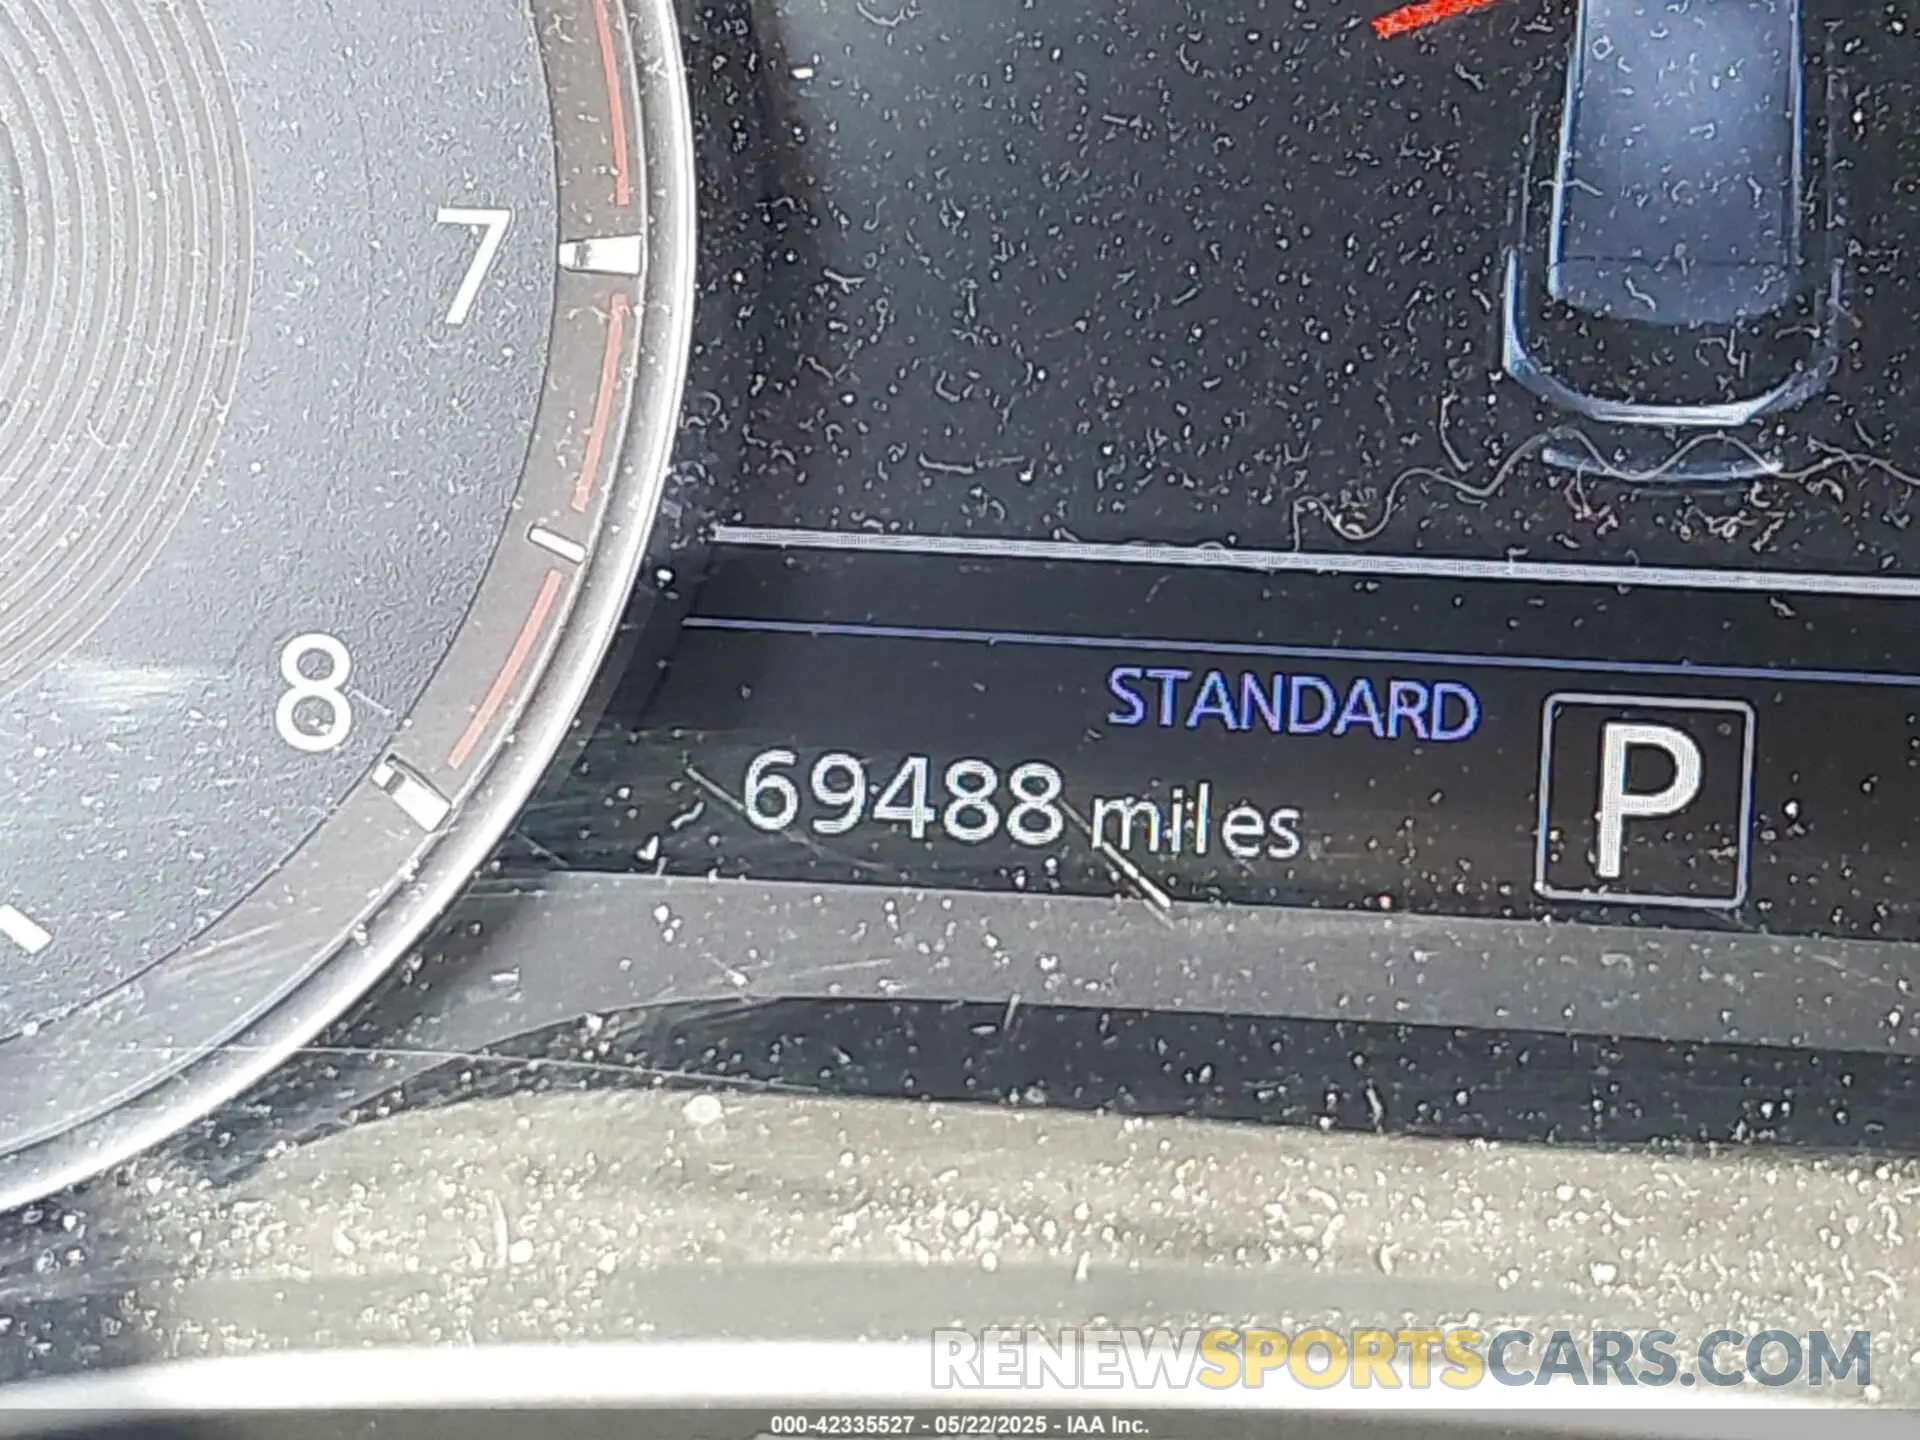 7
8
STANDARD
69488 miles
P
RENEWSPORTSCARS.COM
000-42335527 - 05/22/2025 - IAA Inc.